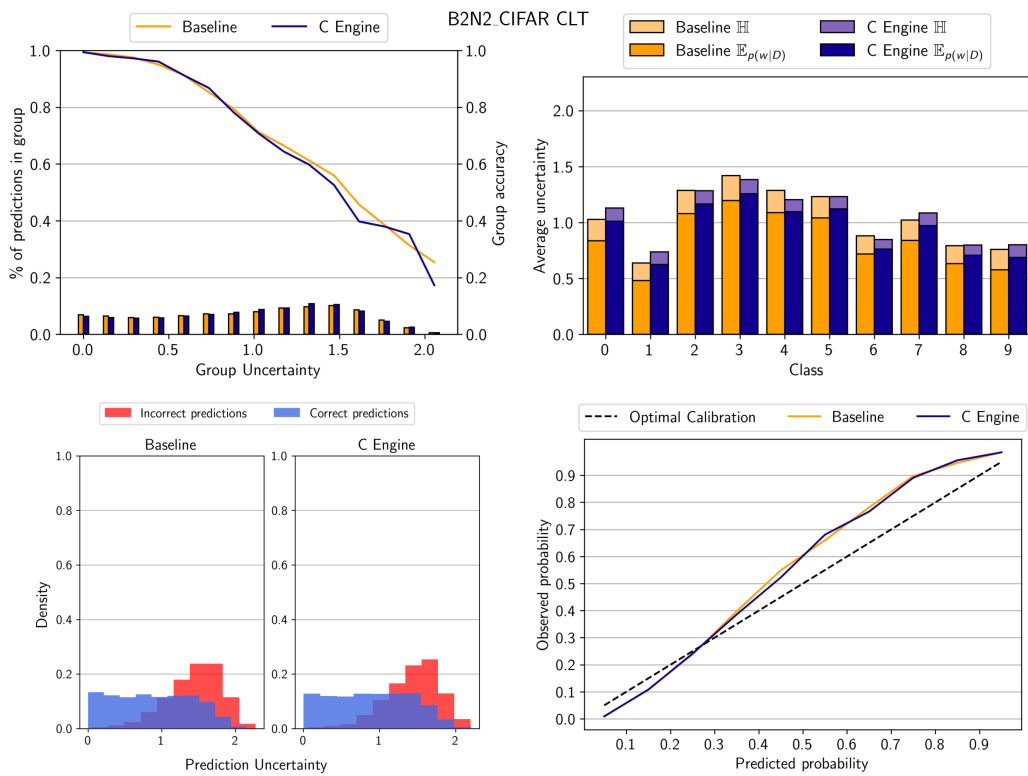 B2N2_CIFAR CLT
Baseline C Engine
1.0 1.0
0.8 0.8
0.6 0.6
0.4 0.4
0.2 0.2
0.0 0.0
0.0 0.5 1.0 1.5 2.0
% of predictions in group
Group accuracy
Group Uncertainty
Baseline ℍ C Engine ℍ
Baseline 𝔼p(w|D) C Engine 𝔼p(w|D)
2.0
1.5
1.0
0.5
0.0
0 1 2 3 4 5 6 7 8 9
Average uncertainty
Class
Incorrect predictions Correct predictions
Baseline C Engine
1.0 1.0
0.8 0.8
0.6 0.6
0.4 0.4
0.2 0.2
0.0 0.0
0 1 2 0 1 2
Density
Prediction Uncertainty
Optimal Calibration Baseline C Engine
0.9
0.8
0.7
0.6
0.5
0.4
0.3
0.2
0.1
0.0
0.1 0.2 0.3 0.4 0.5 0.6 0.7 0.8 0.9
Observed probability
Predicted probability